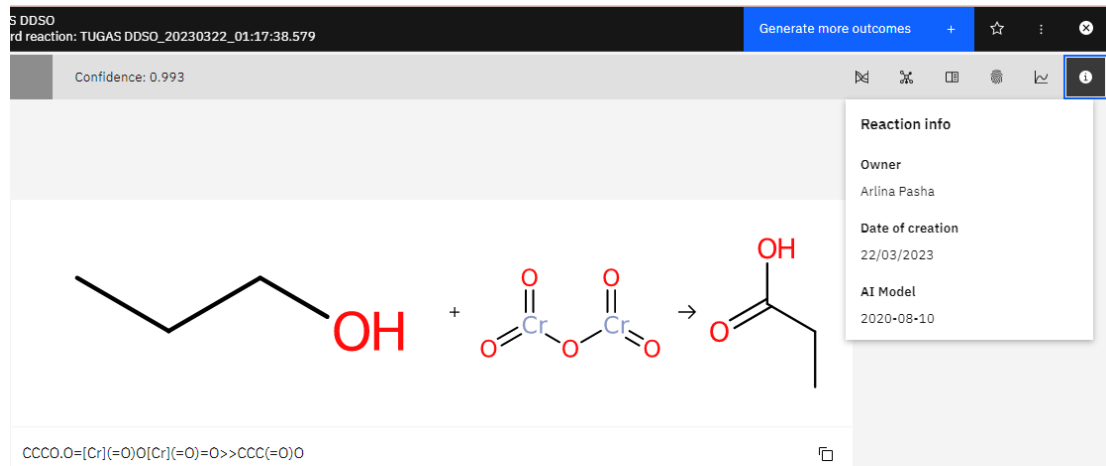 S DDSO
rd reaction: TUGAS DDSO_20230322_01:17:38.579
Generate more outcomes +
Confidence: 0.993
Reaction info
Owner
Arlina Pasha
Date of creation
22/03/2023
AI Model
2020-08-10
OH
+
O O
O Cr O Cr O
OH
O
CCCO.O=[Cr](=O)O[Cr](=O)=O>>CCC(=O)O